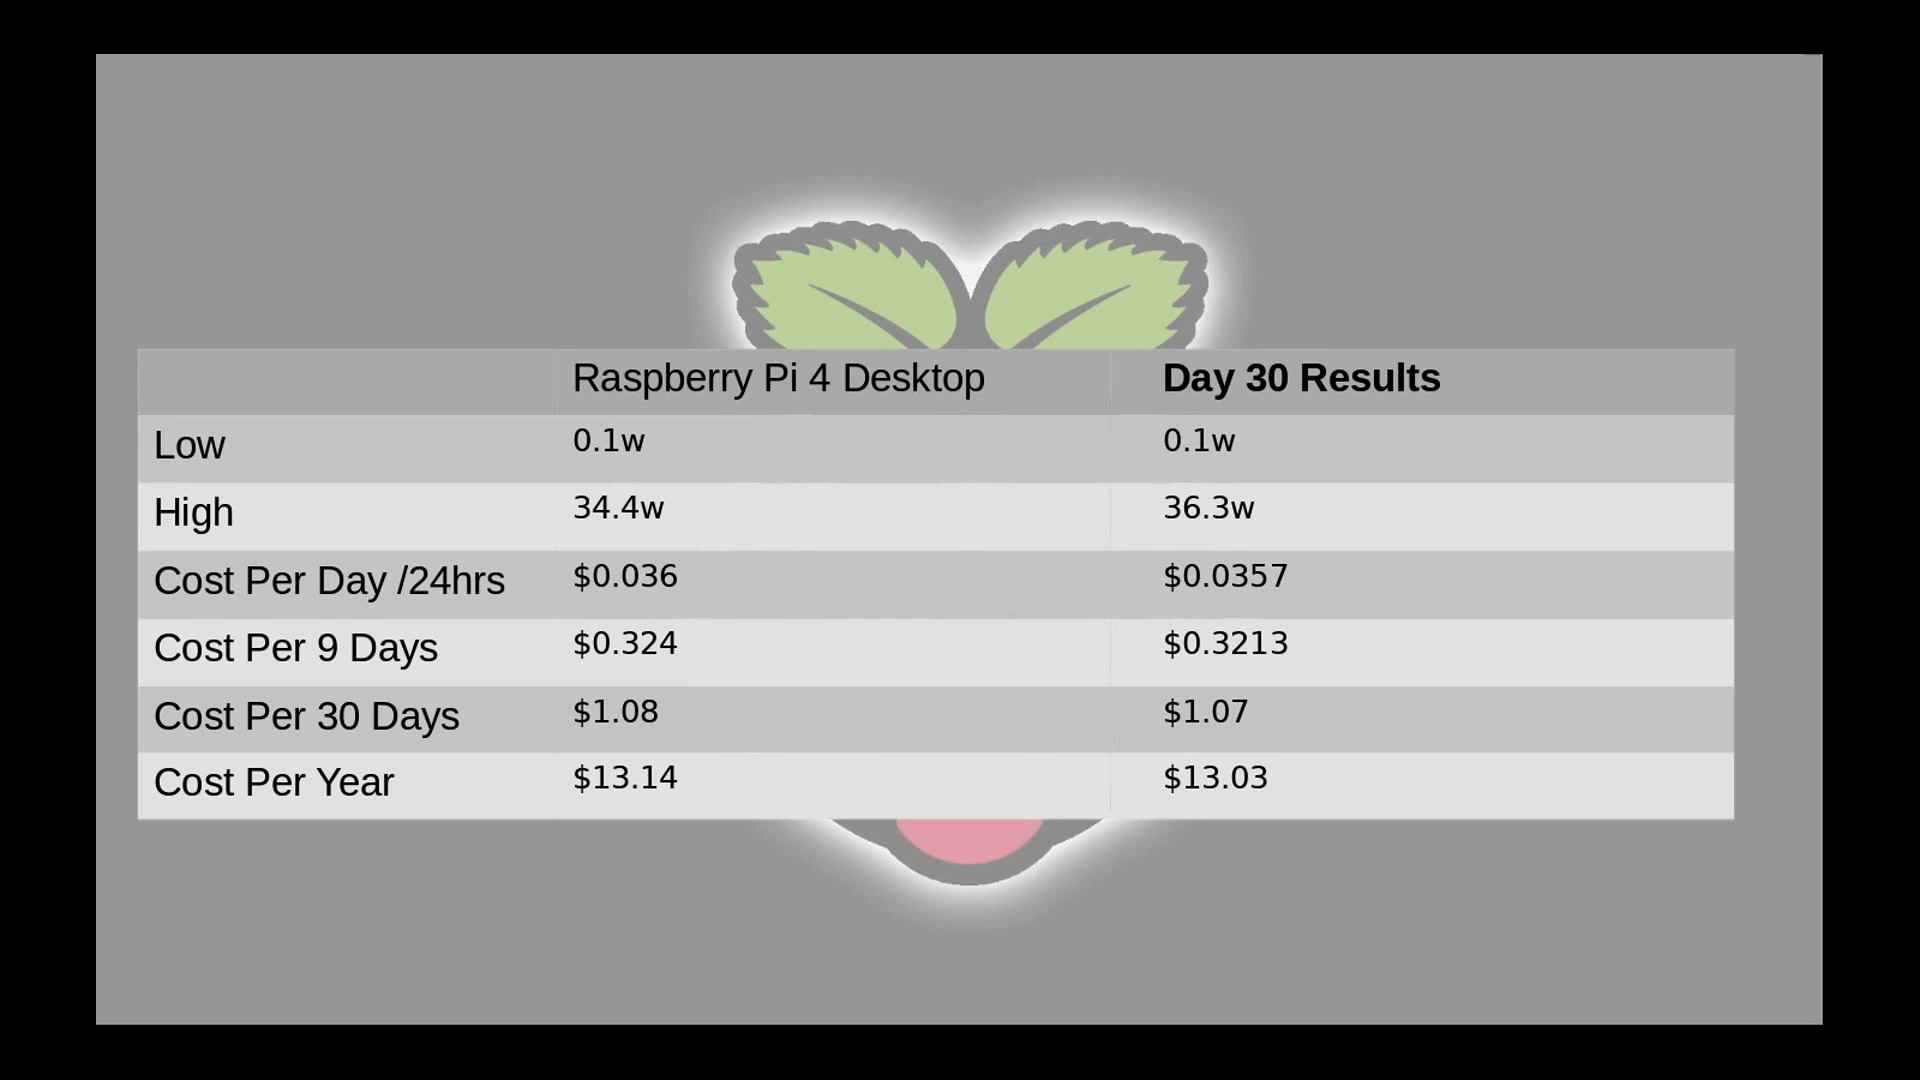 Raspberry Pi 4 Desktop Day 30 Results
Low 0.1w 0.1w
High 34.4w 36.3w
Cost Per Day /24hrs $0.036 $0.0357
Cost Per 9 Days $0.324 $0.3213
Cost Per 30 Days $1.08 $1.07
Cost Per Year $13.14 $13.03